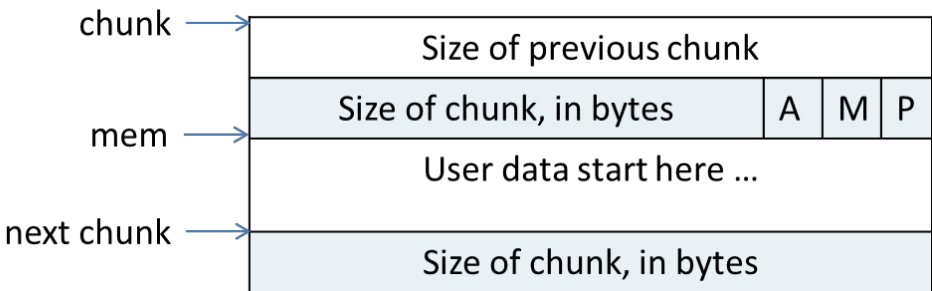 chunk
Size of previous chunk
Size of chunk, in bytes A M P
mem
User data start here ...
next chunk
Size of chunk, in bytes